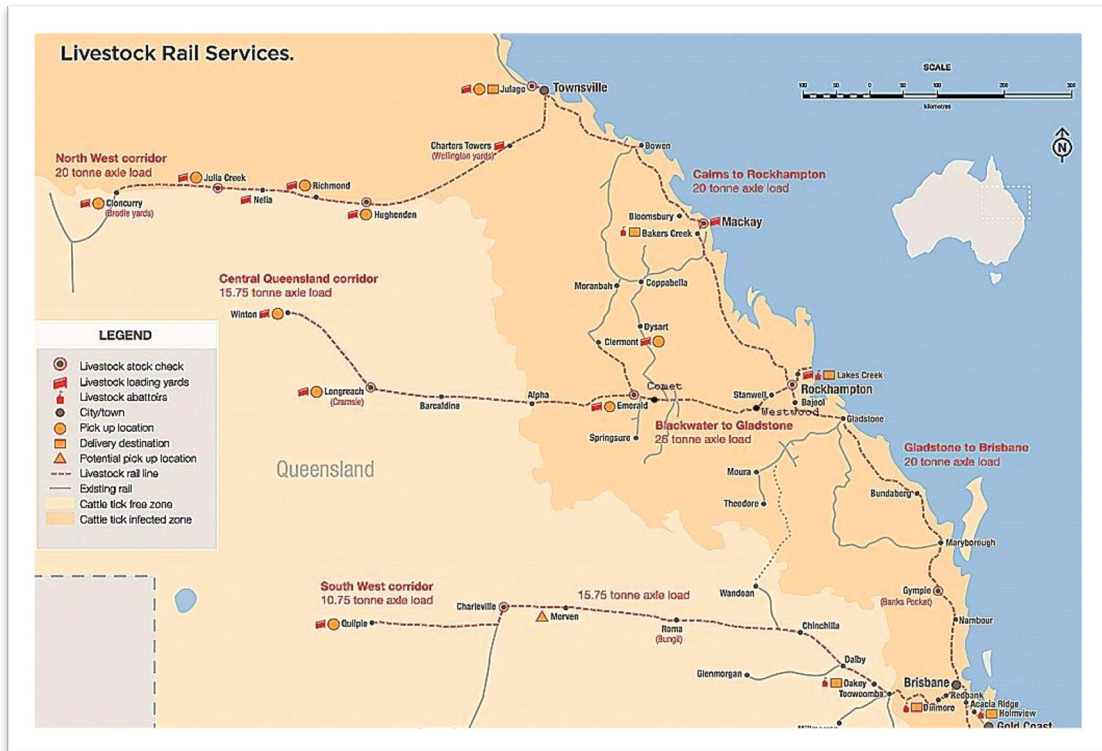 Livestock Rail Services.
SCALE
100
50
0
100
200
300
kilometres
N
Julago
Townsville
Charters Towers
(Wellington yards)
Bowen
North West corridor
20 tonne axle load
Julia Creek
Richmond
Nelia
Cloncurry
(Brodie yards)
Hughenden
Cairns to Rockhampton
20 tonne axle load
Bloomsbury
Mackay
Bakers Creek
Central Queensland corridor
15.75 tonne axle load
Moranbah
Coppabella
Winton
Dysart
Clermont
LEGEND
Livestock stock check
Livestock loading yards
Livestock abattoirs
City/town
Pick up location
Delivery destination
Potential pick up location
Livestock rail line
Existing rail
Cattle tick free zone
Cattle tick infected zone
Longreach
(Cramsie)
Barcaldine
Alpha
Emerald
Comet
Stanwell
Westwood
Lakes Creek
Rockhampton
Bajool
Gladstone
Blackwater to Gladstone
26 tonne axle load
Springsure
Queensland
Moura
Theodore
Gladstone to Brisbane
20 tonne axle load
Bundaberg
Maryborough
South West corridor
10.75 tonne axle load
15.75 tonne axle load
Wandoan
Gympie
(Banks Pocket)
Charleville
Morven
Quilpie
Roma
(Bungil)
Chinchilla
Nambour
Glenmorgan
Dalby
Oakey
Toowoomba
Brisbane
Redbank
Dinmore
Acacia Ridge
Holmview
Gold Coast